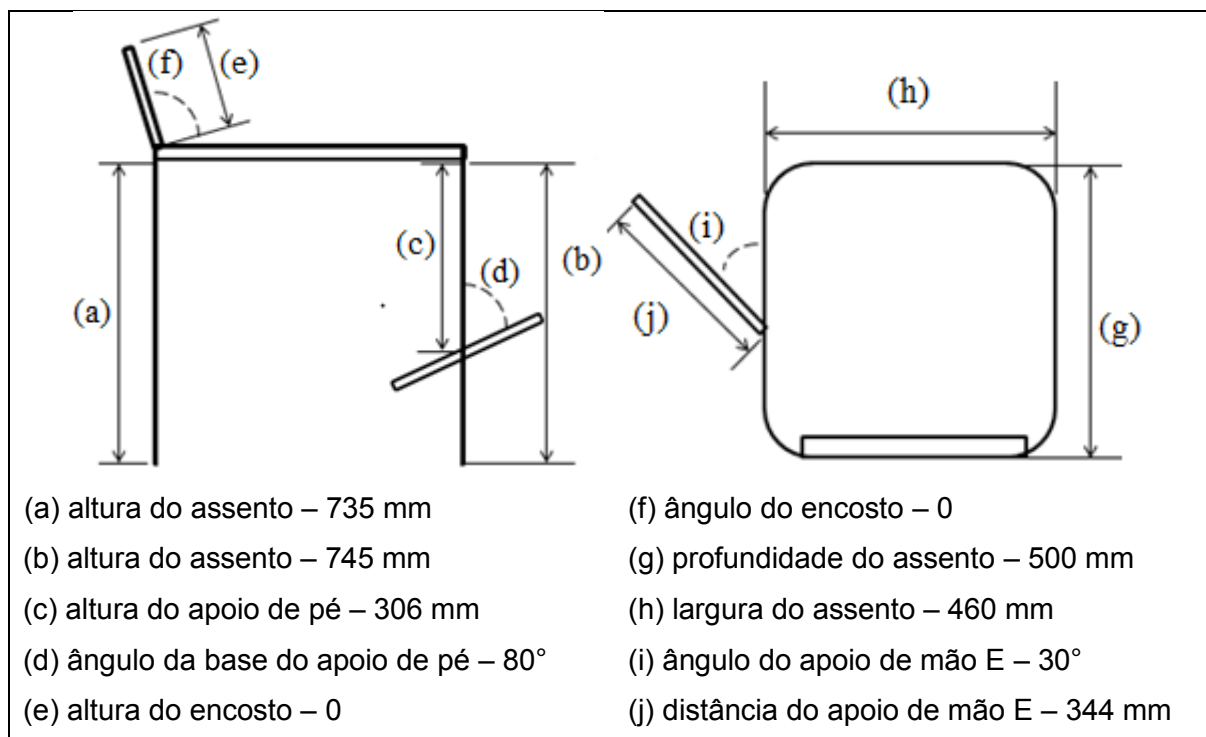 (f)
(e)
(h)
(c)
(d)
(b)
(a)
(i)
(j)
(g)
(a) altura do assento – 735 mm
(b) altura do assento – 745 mm
(c) altura do apoio de pé – 306 mm
(d) ângulo da base do apoio de pé – 80°
(e) altura do encosto – 0
(f) ângulo do encosto – 0
(g) profundidade do assento – 500 mm
(h) largura do assento – 460 mm
(i) ângulo do apoio de mão E – 30°
(j) distância do apoio de mão E – 344 mm